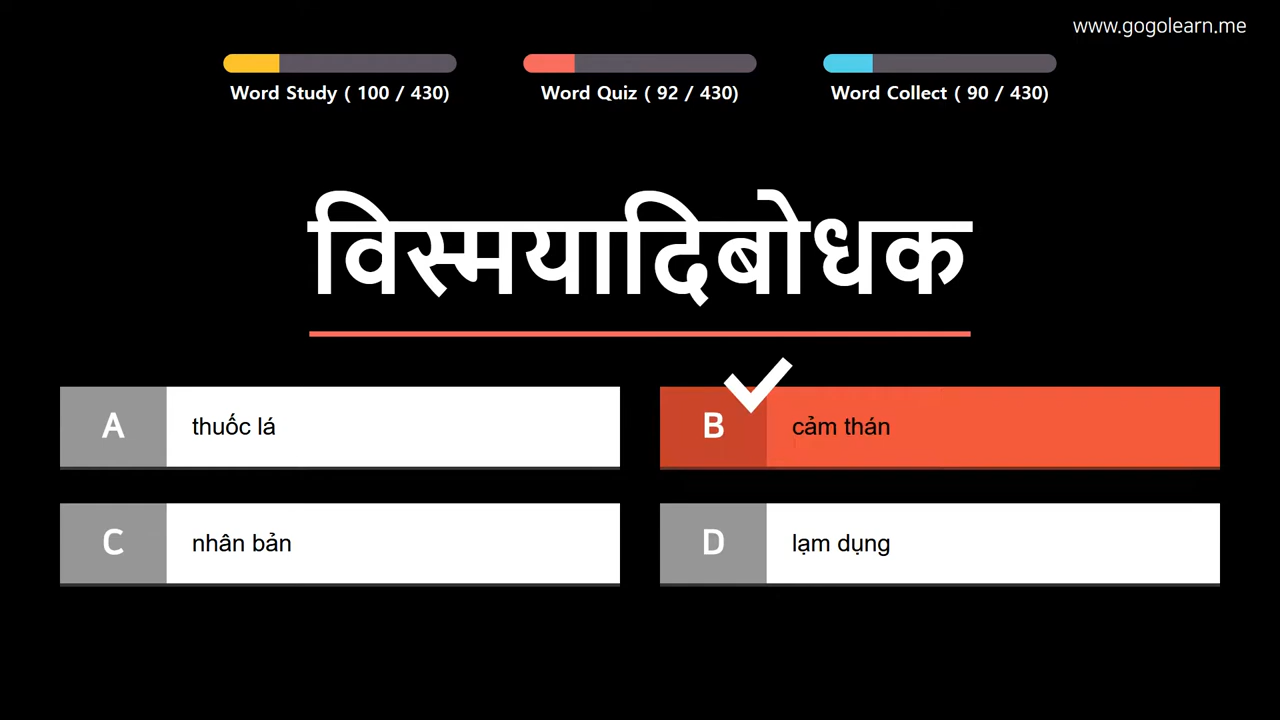 www.gogolearn.me
Word Study ( 100 / 430)
Word Quiz ( 92 / 430)
Word Collect ( 90 / 430)
विस्मयादिबोधक
A thuốc lá
B cảm thán
C nhân bản
D lạm dụng